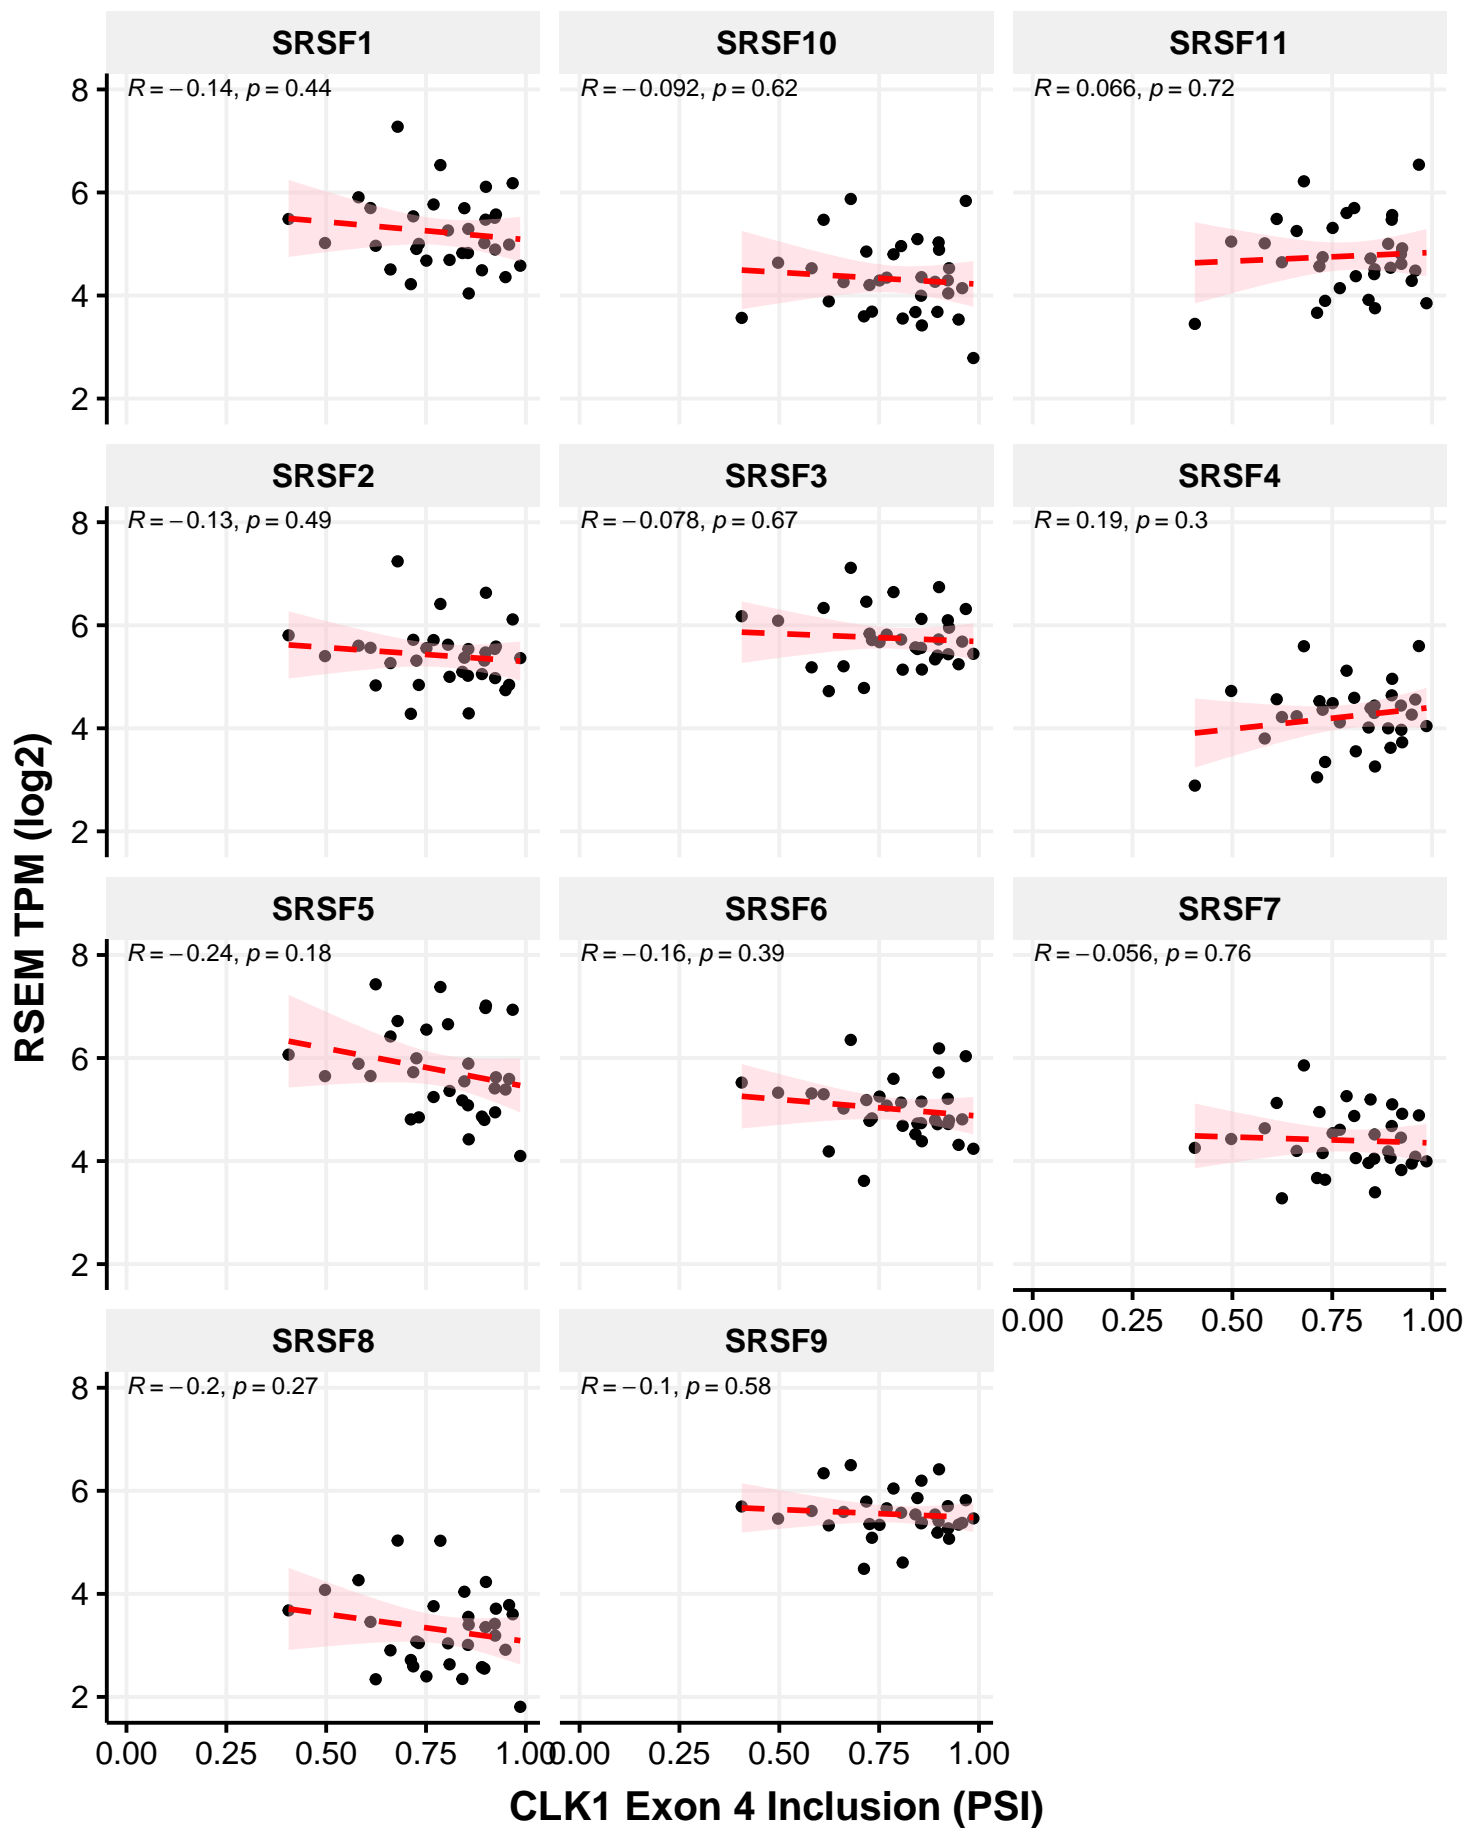 SRSF1 SRSF10 SRSF11
R = −0.14, p = 0.44 R = −0.092, p = 0.62 R = 0.066, p = 0.72
8
6
4
2
SRSF2 SRSF3 SRSF4
R = −0.13, p = 0.49 R = −0.078, p = 0.67 R = 0.19, p = 0.3
8
6
4
2
RSEM TPM (log2)
SRSF5 SRSF6 SRSF7
R = −0.24, p = 0.18 R = −0.16, p = 0.39 R = −0.056, p = 0.76
8
6
4
2
0.00 0.25 0.50 0.75 1.00
SRSF8 SRSF9
R = −0.2, p = 0.27 R = −0.1, p = 0.58
8
6
4
2
0.00 0.25 0.50 0.75 1.00 0.00 0.25 0.50 0.75 1.00
CLK1 Exon 4 Inclusion (PSI)